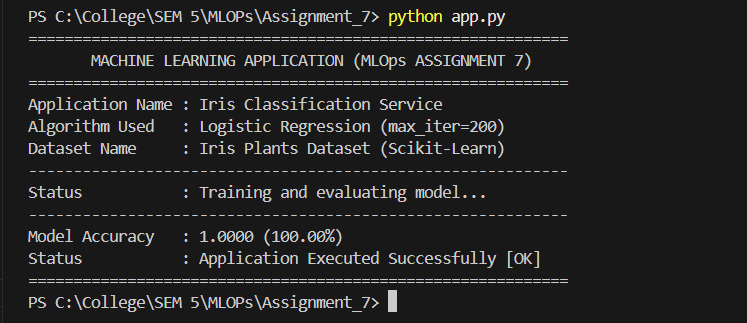 PS C:\College\SEM 5\MLOPs\Assignment_7> python app.py
============================================================
MACHINE LEARNING APPLICATION (MLOps ASSIGNMENT 7)
============================================================
Application Name : Iris Classification Service
Algorithm Used   : Logistic Regression (max_iter=200)
Dataset Name     : Iris Plants Dataset (Scikit-Learn)
------------------------------------------------------------
Status           : Training and evaluating model...
------------------------------------------------------------
Model Accuracy   : 1.0000 (100.00%)
Status           : Application Executed Successfully [OK]
============================================================
PS C:\College\SEM 5\MLOPs\Assignment_7>